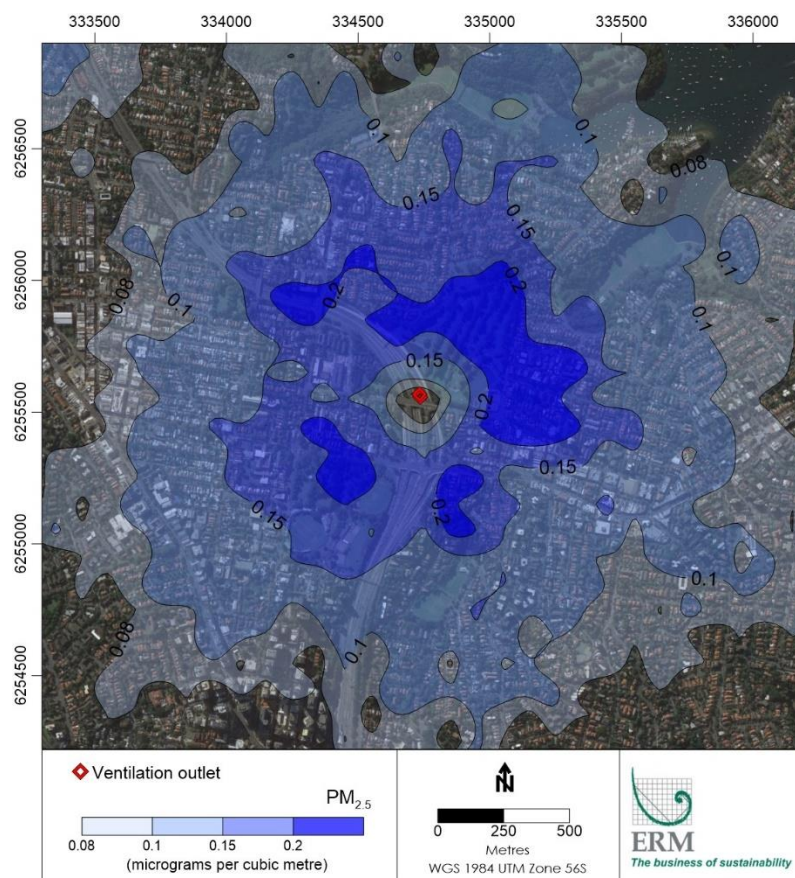 333500 334000 334500 335000 335500 336000
6256500
6256000
6255500
6255000
6254500
0.1
0.1
0.08
0.15
0.15
0.1
0.2
0.2
0.08
0.1
0.1
0.15
0.2
0.15
0.15
0.2
0.1
0.08
0.1
Ventilation outlet
PM2.5
0.08 0.1 0.15 0.2
(micrograms per cubic metre)
N
0 250 500
Metres
WGS 1984 UTM Zone 56S
ERM
The business of sustainability